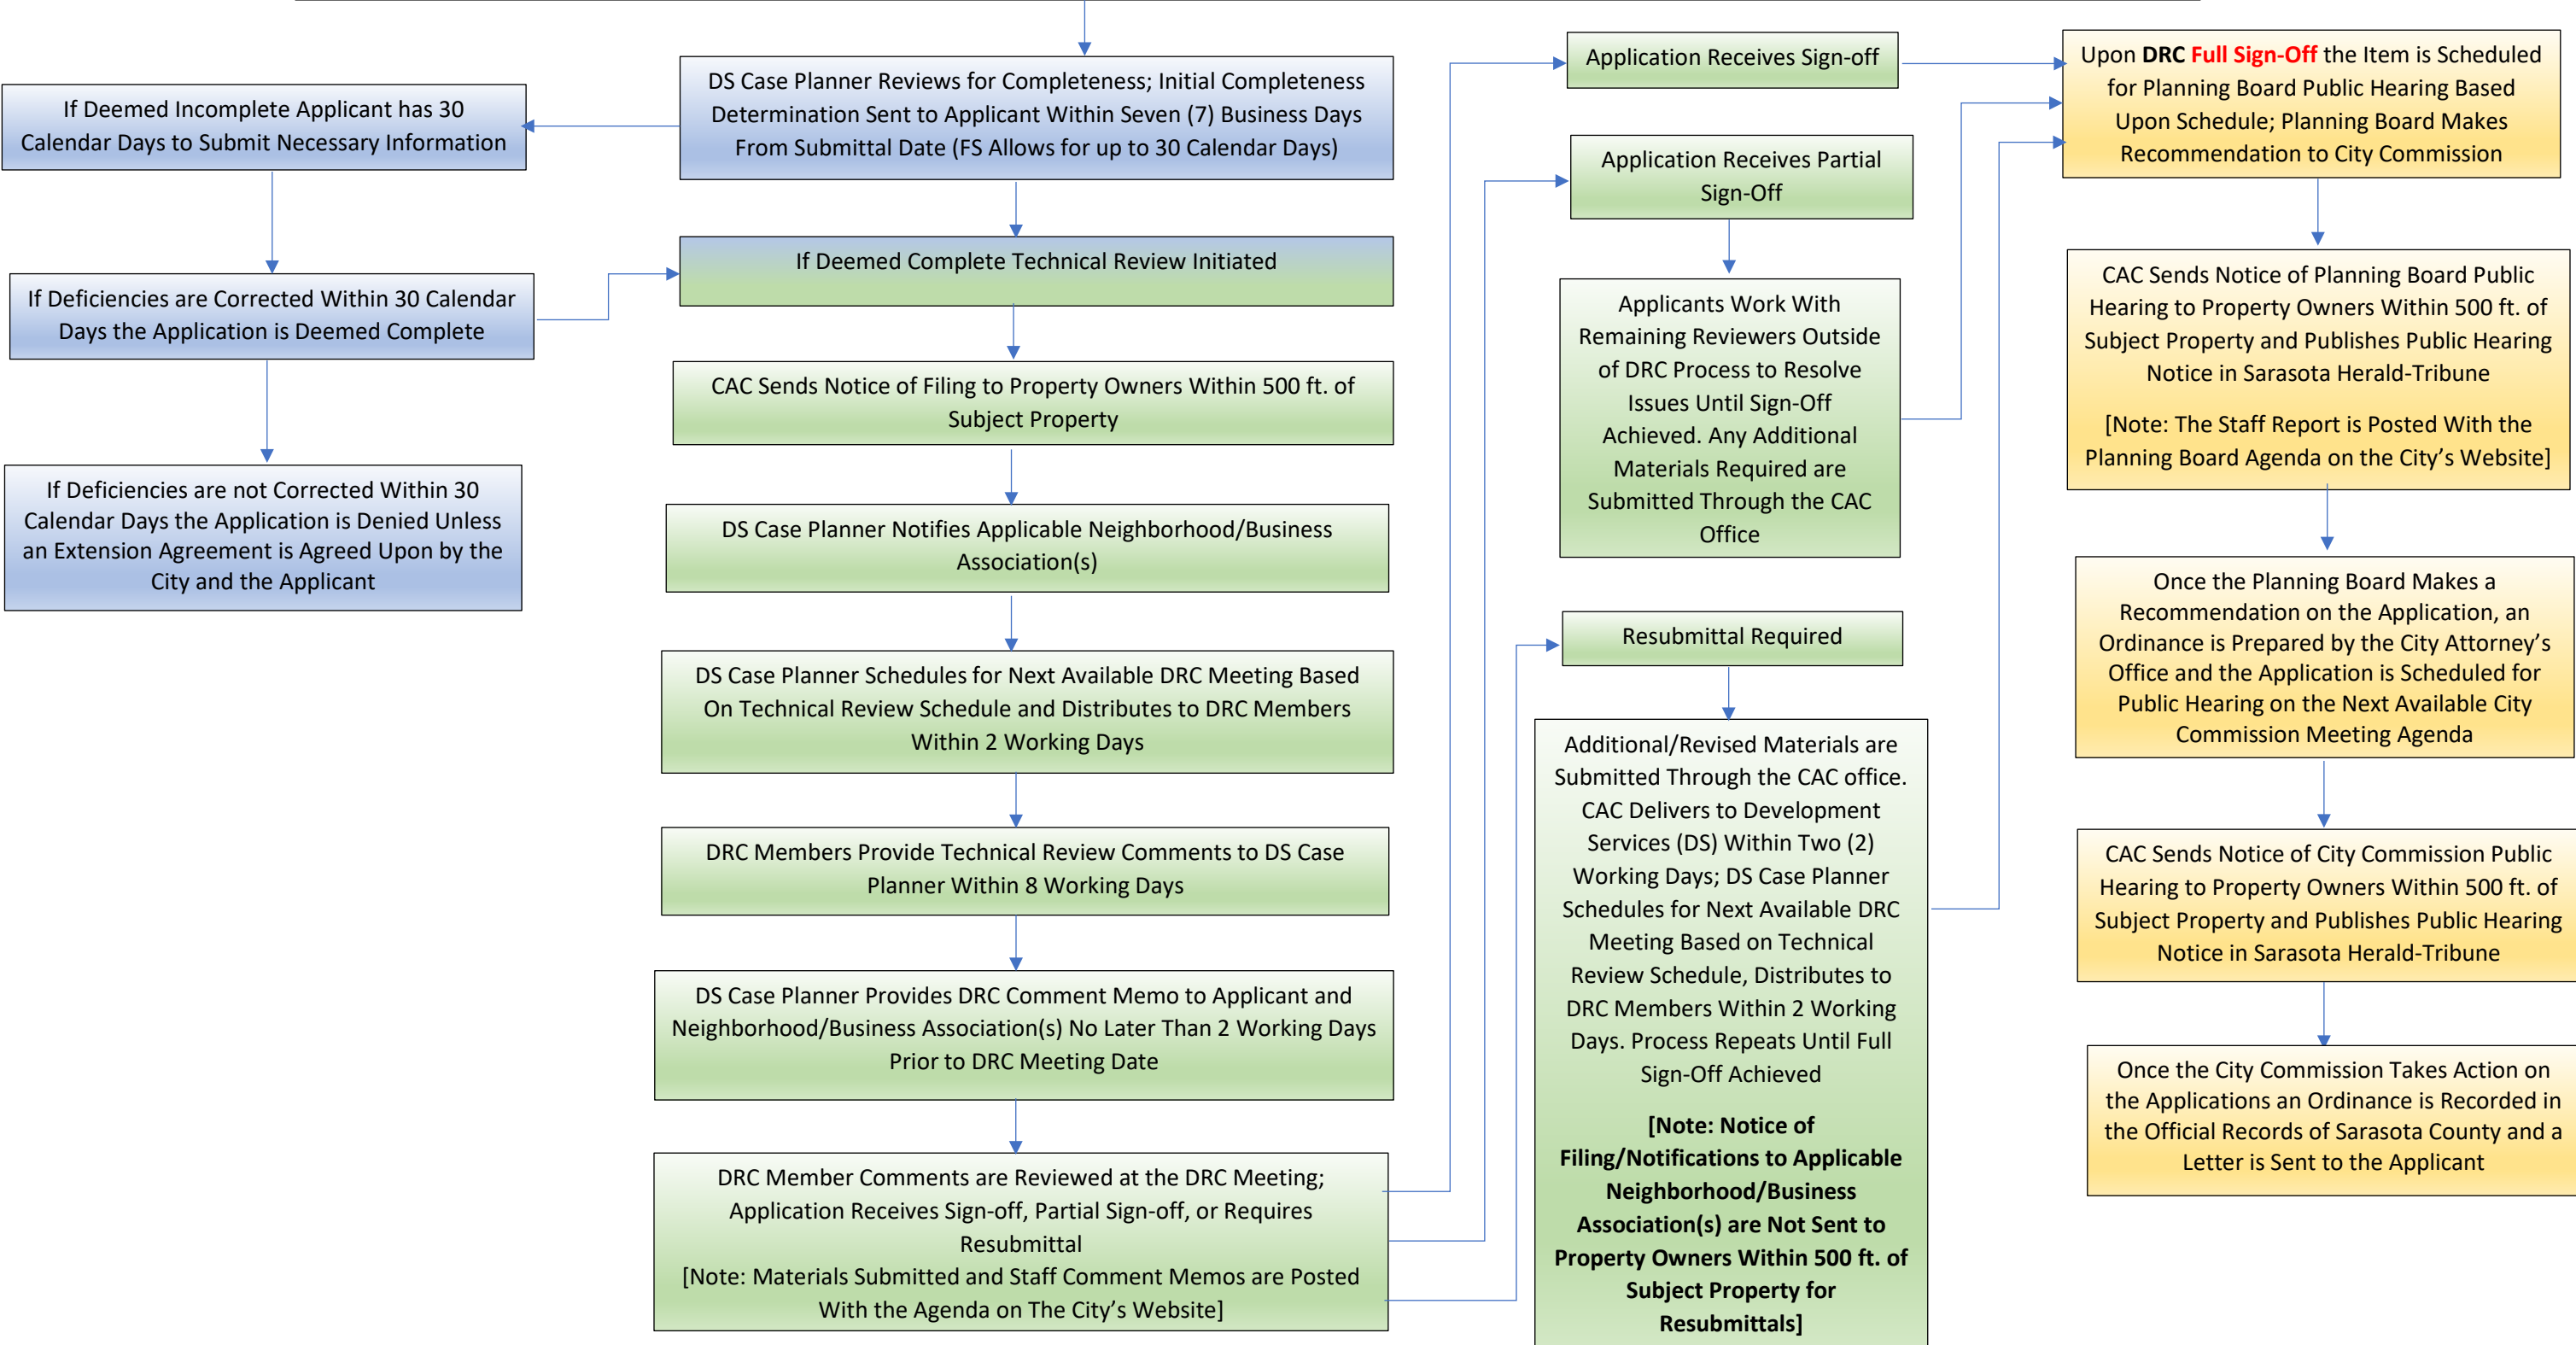 If Deemed Incomplete Applicant has 30
Calendar Days to Submit Necessary Information
If Deficiencies are Corrected Within 30 Calendar
Days the Application is Deemed Complete
If Deficiencies are not Corrected Within 30
Calendar Days the Application is Denied Unless
an Extension Agreement is Agreed Upon by the
City and the Applicant
DS Case Planner Reviews for Completeness; Initial Completeness
Determination Sent to Applicant Within Seven (7) Business Days
From Submittal Date (FS Allows for up to 30 Calendar Days)
If Deemed Complete Technical Review Initiated
CAC Sends Notice of Filing to Property Owners Within 500 ft. of
Subject Property
DS Case Planner Notifies Applicable Neighborhood/Business
Association(s)
DS Case Planner Schedules for Next Available DRC Meeting Based
On Technical Review Schedule and Distributes to DRC Members
Within 2 Working Days
DRC Members Provide Technical Review Comments to DS Case
Planner Within 8 Working Days
DS Case Planner Provides DRC Comment Memo to Applicant and
Neighborhood/Business Association(s) No Later Than 2 Working Days
Prior to DRC Meeting Date
DRC Member Comments are Reviewed at the DRC Meeting;
Application Receives Sign-off, Partial Sign-off, or Requires
Resubmittal
[Note: Materials Submitted and Staff Comment Memos are Posted
With the Agenda on The City's Website]
Application Receives Sign-off
Application Receives Partial
Sign-Off
Applicants Work With
Remaining Reviewers Outside
of DRC Process to Resolve
Issues Until Sign-Off
Achieved. Any Additional
Materials Required are
Submitted Through the CAC
Office
Resubmittal Required
Additional/Revised Materials are
Submitted Through the CAC office.
CAC Delivers to Development
Services (DS) Within Two (2)
Working Days; DS Case Planner
Schedules for Next Available DRC
Meeting Based on Technical
Review Schedule, Distributes to
DRC Members Within 2 Working
Days. Process Repeats Until Full
Sign-Off Achieved
[Note: Notice of
Filing/Notifications to Applicable
Neighborhood/Business
Association(s) are Not Sent to
Property Owners Within 500 ft. of
Subject Property for
Resubmittals]
Upon DRC Full Sign-Off the Item is Scheduled
for Planning Board Public Hearing Based
Upon Schedule; Planning Board Makes
Recommendation to City Commission
CAC Sends Notice of Planning Board Public
Hearing to Property Owners Within 500 ft. of
Subject Property and Publishes Public Hearing
Notice in Sarasota Herald-Tribune
[Note: The Staff Report is Posted With the
Planning Board Agenda on the City's Website]
Once the Planning Board Makes a
Recommendation on the Application, an
Ordinance is Prepared by the City Attorney's
Office and the Application is Scheduled for
Public Hearing on the Next Available City
Commission Meeting Agenda
CAC Sends Notice of City Commission Public
Hearing to Property Owners Within 500 ft. of
Subject Property and Publishes Public Hearing
Notice in Sarasota Herald-Tribune
Once the City Commission Takes Action on
the Applications an Ordinance is Recorded in
the Official Records of Sarasota County and a
Letter is Sent to the Applicant